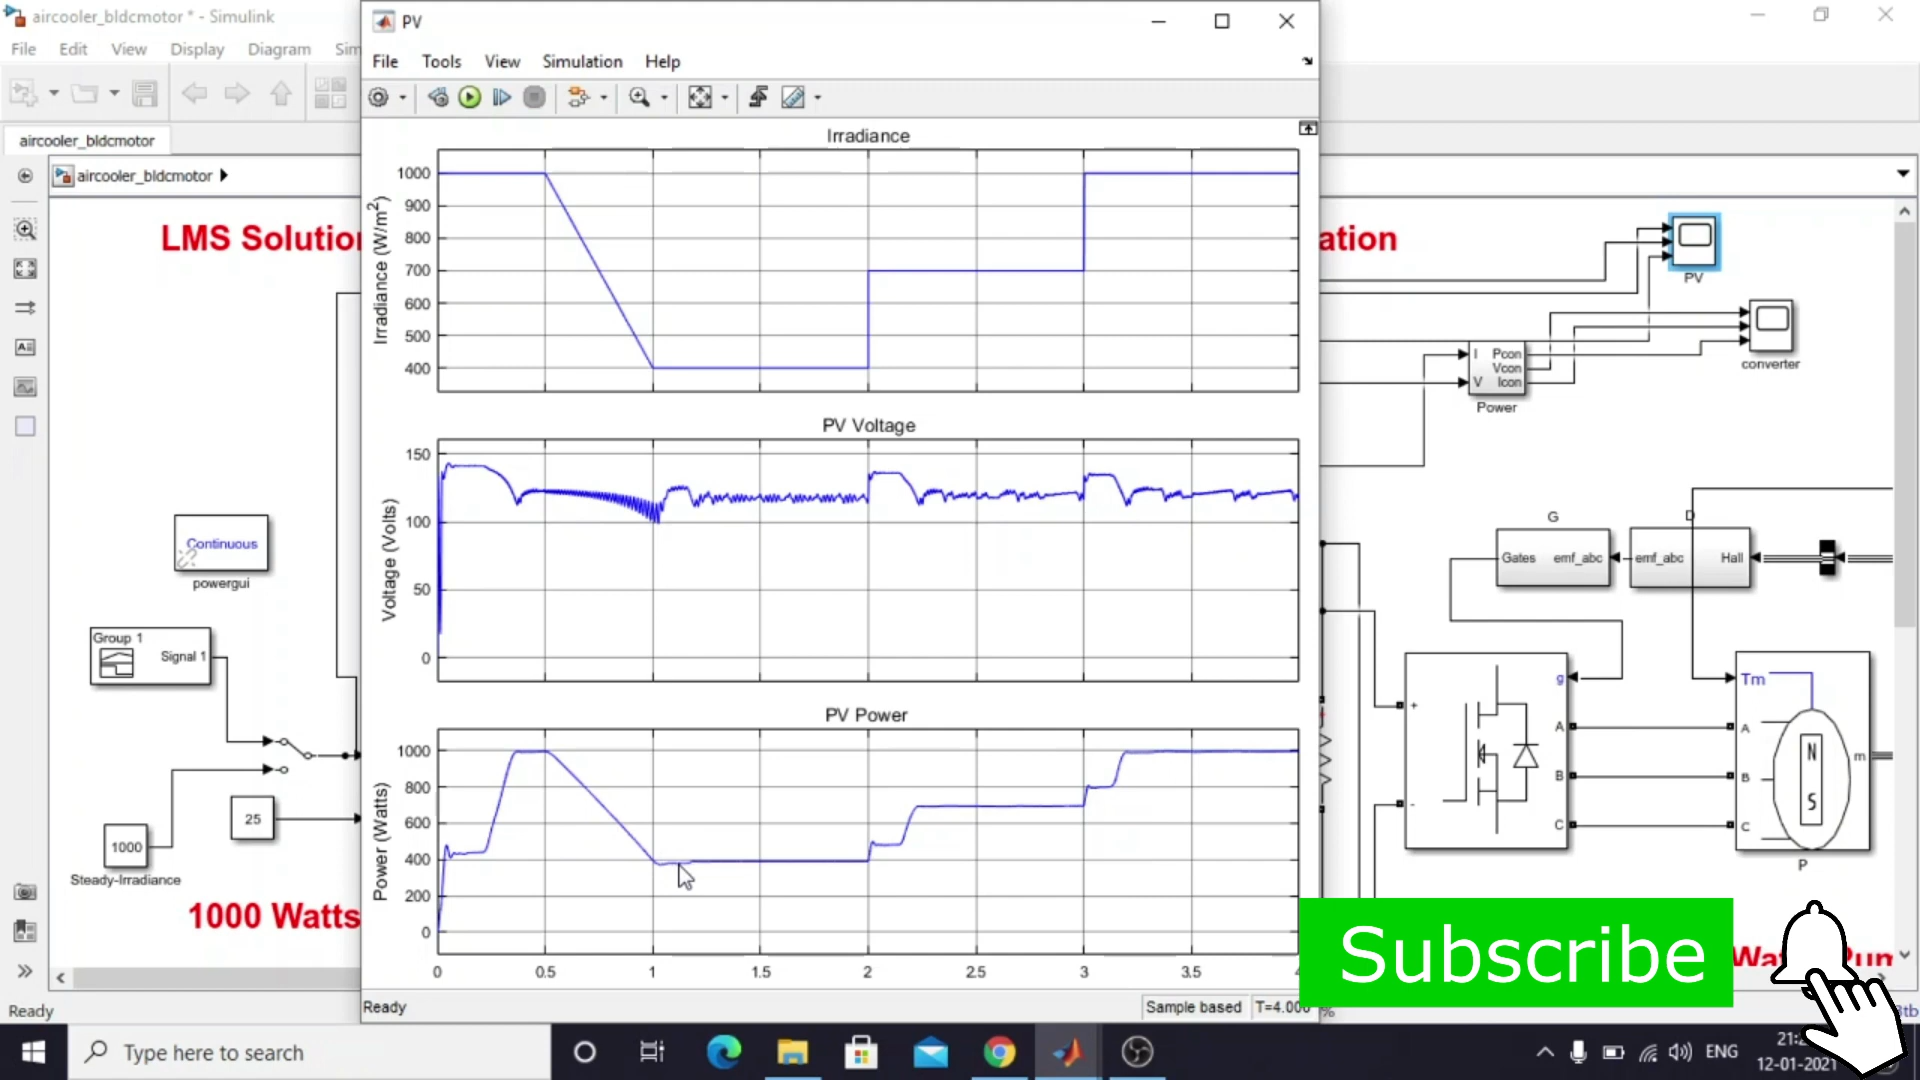 aircooler_bldcmotor * - Simulink
File Edit View Display Diagram Sim
aircooler_bldcmotor
aircooler_bldcmotor
LMS Solution
Continuous
powergui
Group 1
Signal 1
25
1000
Steady-Irradiance
1000 Watts
Ready
PV
File Tools View Simulation Help
Irradiance
Irradiance (W/m²)
1000
900
800
700
600
500
400
PV Voltage
Voltage (Volts)
150
100
50
0
PV Power
Power (Watts)
1000
800
600
400
200
0
0 0.5 1 1.5 2 2.5 3 3.5 4
Ready
Sample based T=4.000
%
ation
PV
converter
I Pcon
Vcon
V Icon
Power
G
D
Gates emf_abc
emf_abc Hall
g
+
-
A
B
C
Tm
A
B
C
m
N
S
P
Subscribe
Type here to search
ENG
12-01-2021